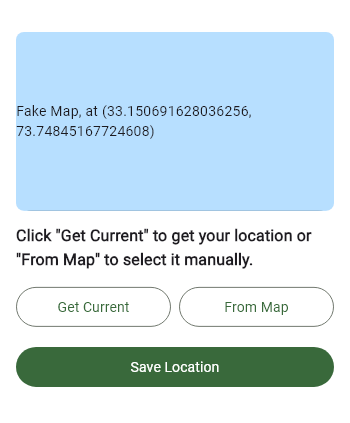 Fake Map, at (33.150691628036256,
73.74845167724608)
Click "Get Current" to get your location or
"From Map" to select it manually.
Get Current
From Map
Save Location